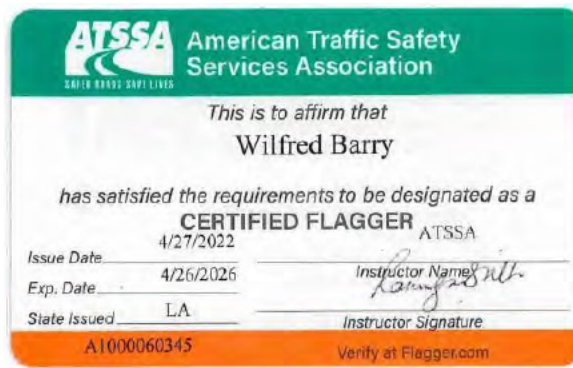 ATSSA
SAFER ROADS SAVE LIVES
American Traffic Safety
Services Association
This is to affirm that
Wilfred Barry
has satisfied the requirements to be designated as a
CERTIFIED FLAGGER
Issue Date 4/27/2022
ATSSA
Instructor Name
Exp. Date 4/26/2026
State Issued LA
Instructor Signature
A1000060345
Verify at Flagger.com